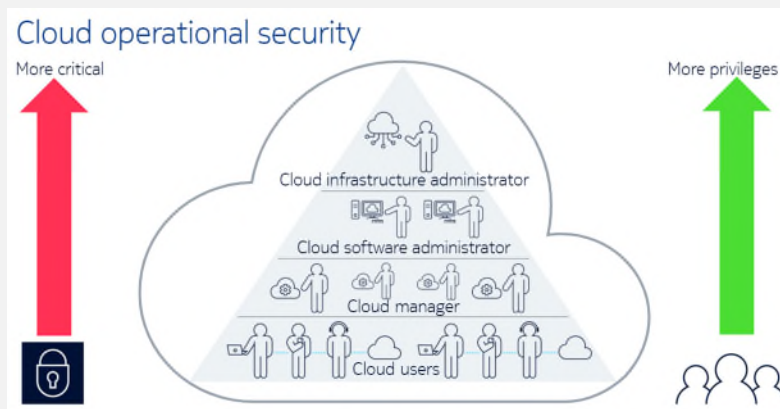 Cloud operational security
More critical
More privileges
Cloud infrastructure administrator
Cloud software administrator
Cloud manager
Cloud users